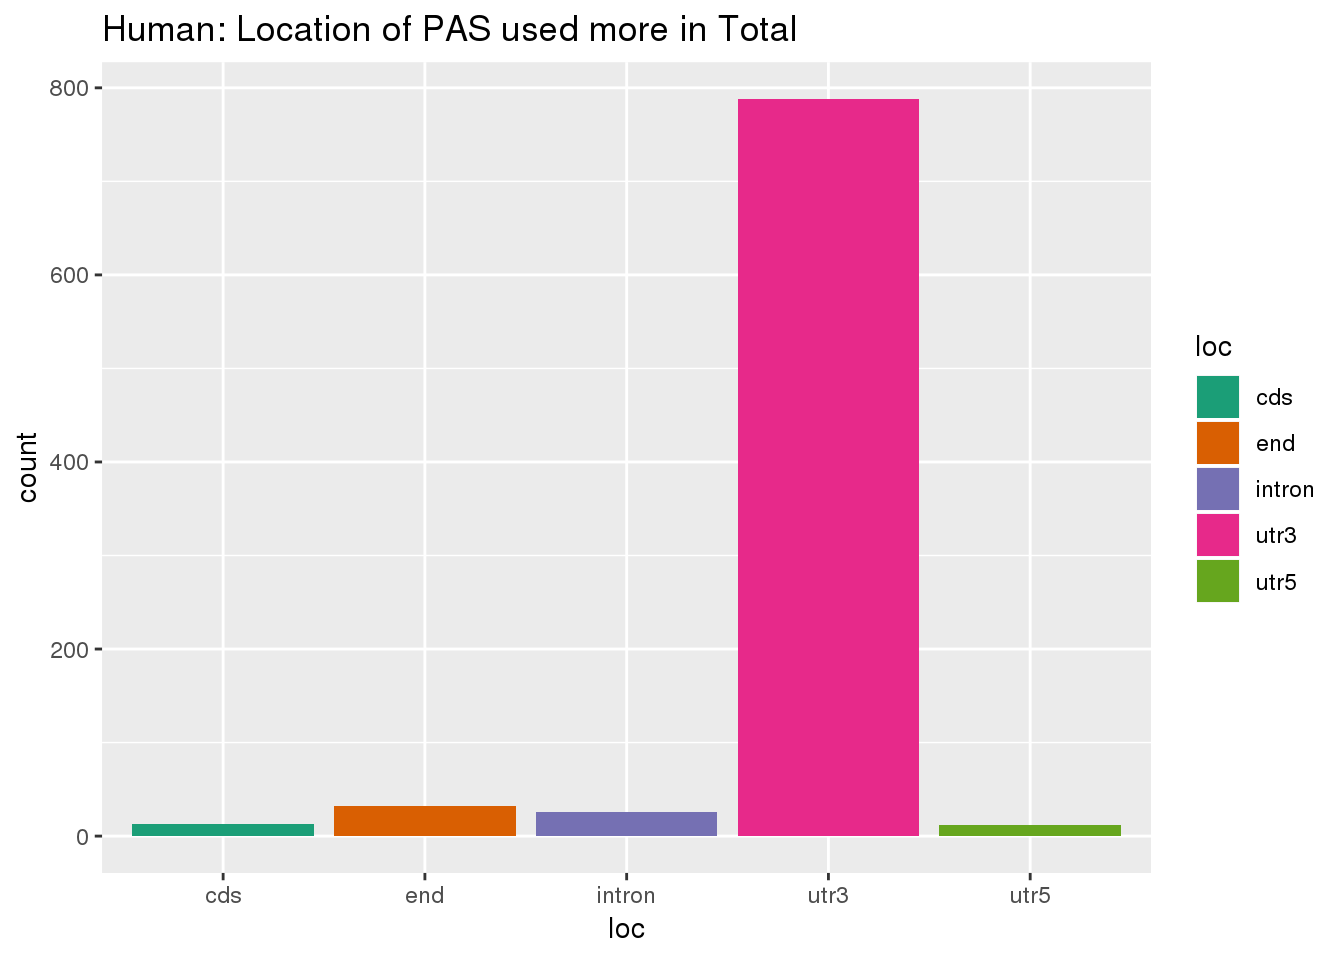 Human: Location of PAS used more in Total
800
600
400
200
0
count
cds
end
intron
utr3
utr5
loc
loc
cds
end
intron
utr3
utr5